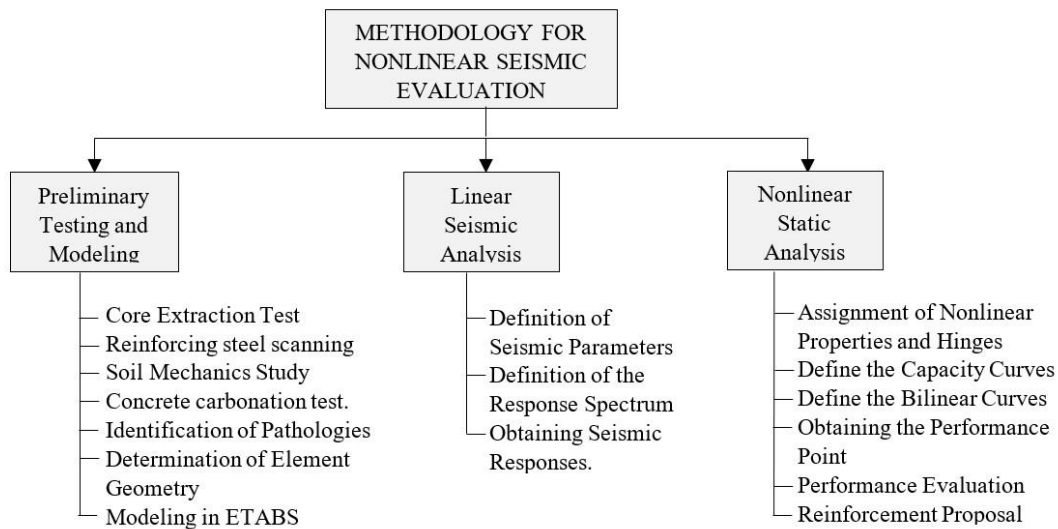 METHODOLOGY FOR
NONLINEAR SEISMIC
EVALUATION
Preliminary
Testing and
Modeling
Core Extraction Test
Reinforcing steel scanning
Soil Mechanics Study
Concrete carbonation test.
Identification of Pathologies
Determination of Element
Geometry
Modeling in ETABS
Linear
Seismic
Analysis
Definition of
Seismic Parameters
Definition of the
Response Spectrum
Obtaining Seismic
Responses.
Nonlinear
Static
Analysis
Assignment of Nonlinear
Properties and Hinges
Define the Capacity Curves
Define the Bilinear Curves
Obtaining the Performance
Point
Performance Evaluation
Reinforcement Proposal